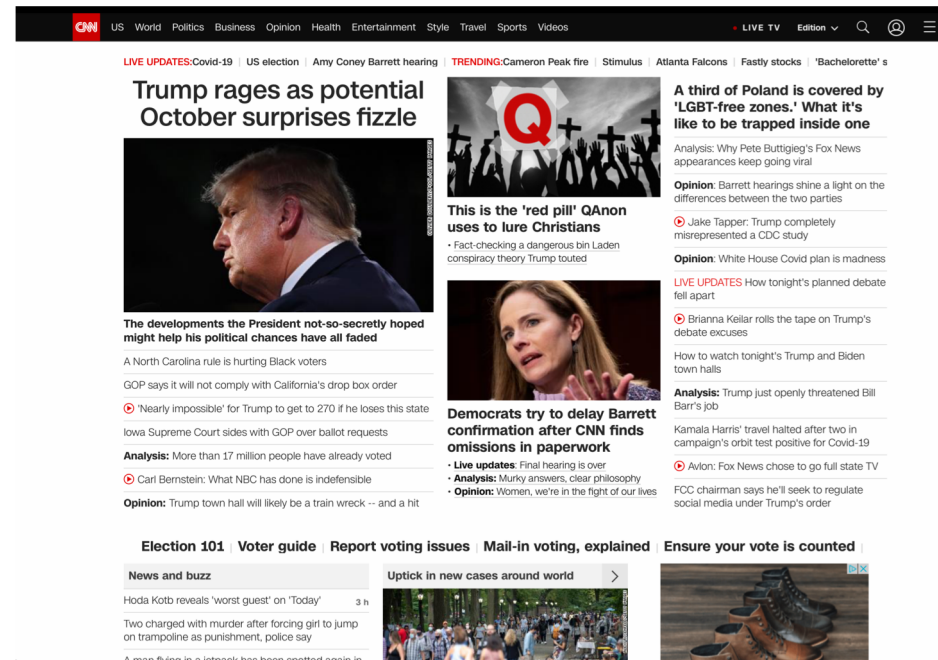 CNN US World Politics Business Opinion Health Entertainment Style Travel Sports Videos LIVE TV Edition
LIVE UPDATES:Covid-19 US election Amy Coney Barrett hearing TRENDING:Cameron Peak fire Stimulus Atlanta Falcons Fastly stocks 'Bachelorette' s
Trump rages as potential
October surprises fizzle
The developments the President not-so-secretly hoped
might help his political chances have all faded
A North Carolina rule is hurting Black voters
GOP says it will not comply with California's drop box order
'Nearly impossible' for Trump to get to 270 if he loses this state
Iowa Supreme Court sides with GOP over ballot requests
Analysis: More than 17 million people have already voted
Carl Bernstein: What NBC has done is indefensible
Opinion: Trump town hall will likely be a train wreck -- and a hit
Q
This is the 'red pill' QAnon
uses to lure Christians
• Fact-checking a dangerous bin Laden
conspiracy theory Trump touted
Democrats try to delay Barrett
confirmation after CNN finds
omissions in paperwork
• Live updates: Final hearing is over
• Analysis: Murky answers, clear philosophy
• Opinion: Women, we're in the fight of our lives
A third of Poland is covered by
'LGBT-free zones.' What it's
like to be trapped inside one
Analysis: Why Pete Buttigieg's Fox News
appearances keep going viral
Opinion: Barrett hearings shine a light on the
differences between the two parties
Jake Tapper: Trump completely
misrepresented a CDC study
Opinion: White House Covid plan is madness
LIVE UPDATES How tonight's planned debate
fell apart
Brianna Keilar rolls the tape on Trump's
debate excuses
How to watch tonight's Trump and Biden
town halls
Analysis: Trump just openly threatened Bill
Barr's job
Kamala Harris' travel halted after two in
campaign's orbit test positive for Covid-19
Avlon: Fox News chose to go full state TV
FCC chairman says he'll seek to regulate
social media under Trump's order
Election 101 Voter guide Report voting issues Mail-in voting, explained Ensure your vote is counted
News and buzz
Hoda Kotb reveals 'worst guest' on 'Today' 3 h
Two charged with murder after forcing girl to jump
on trampoline as punishment, police say
A man flying in a jetpack has been spotted again in
Uptick in new cases around world